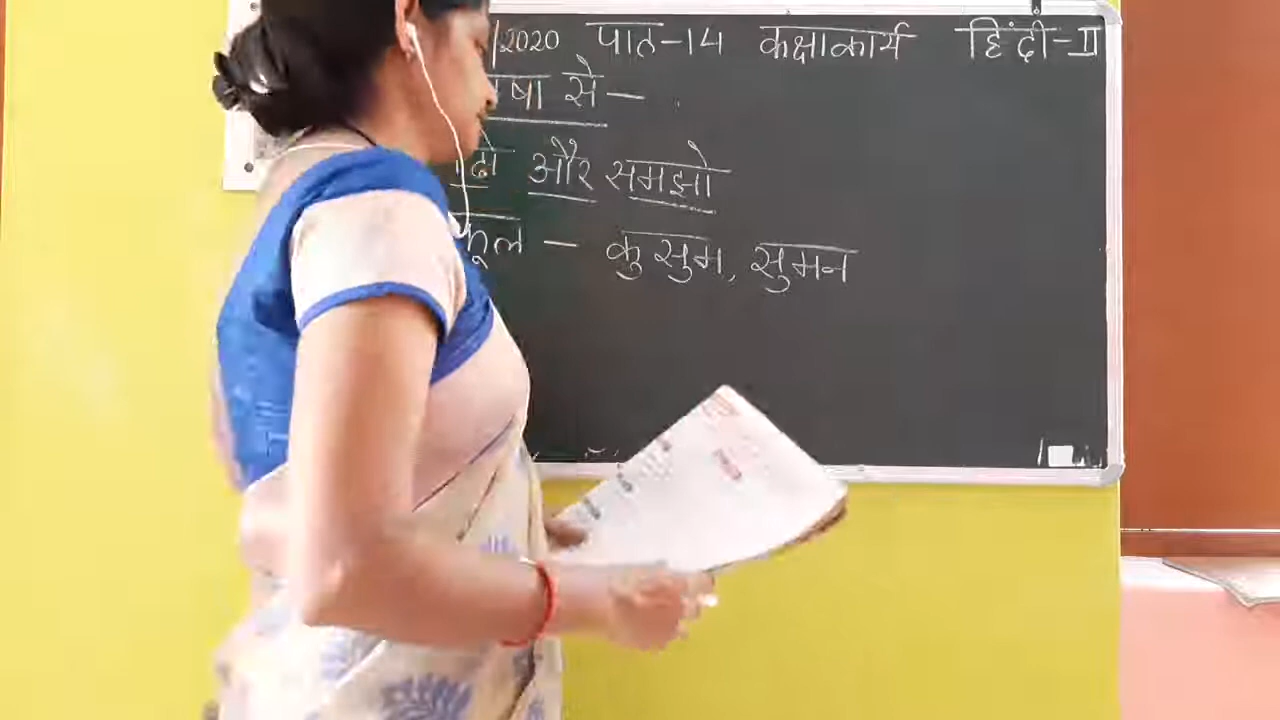 |2020 पाठ-14 कक्षाकार्य हिंदी-II
षा से —
और समझो
फूल — कुसुम, सुमन